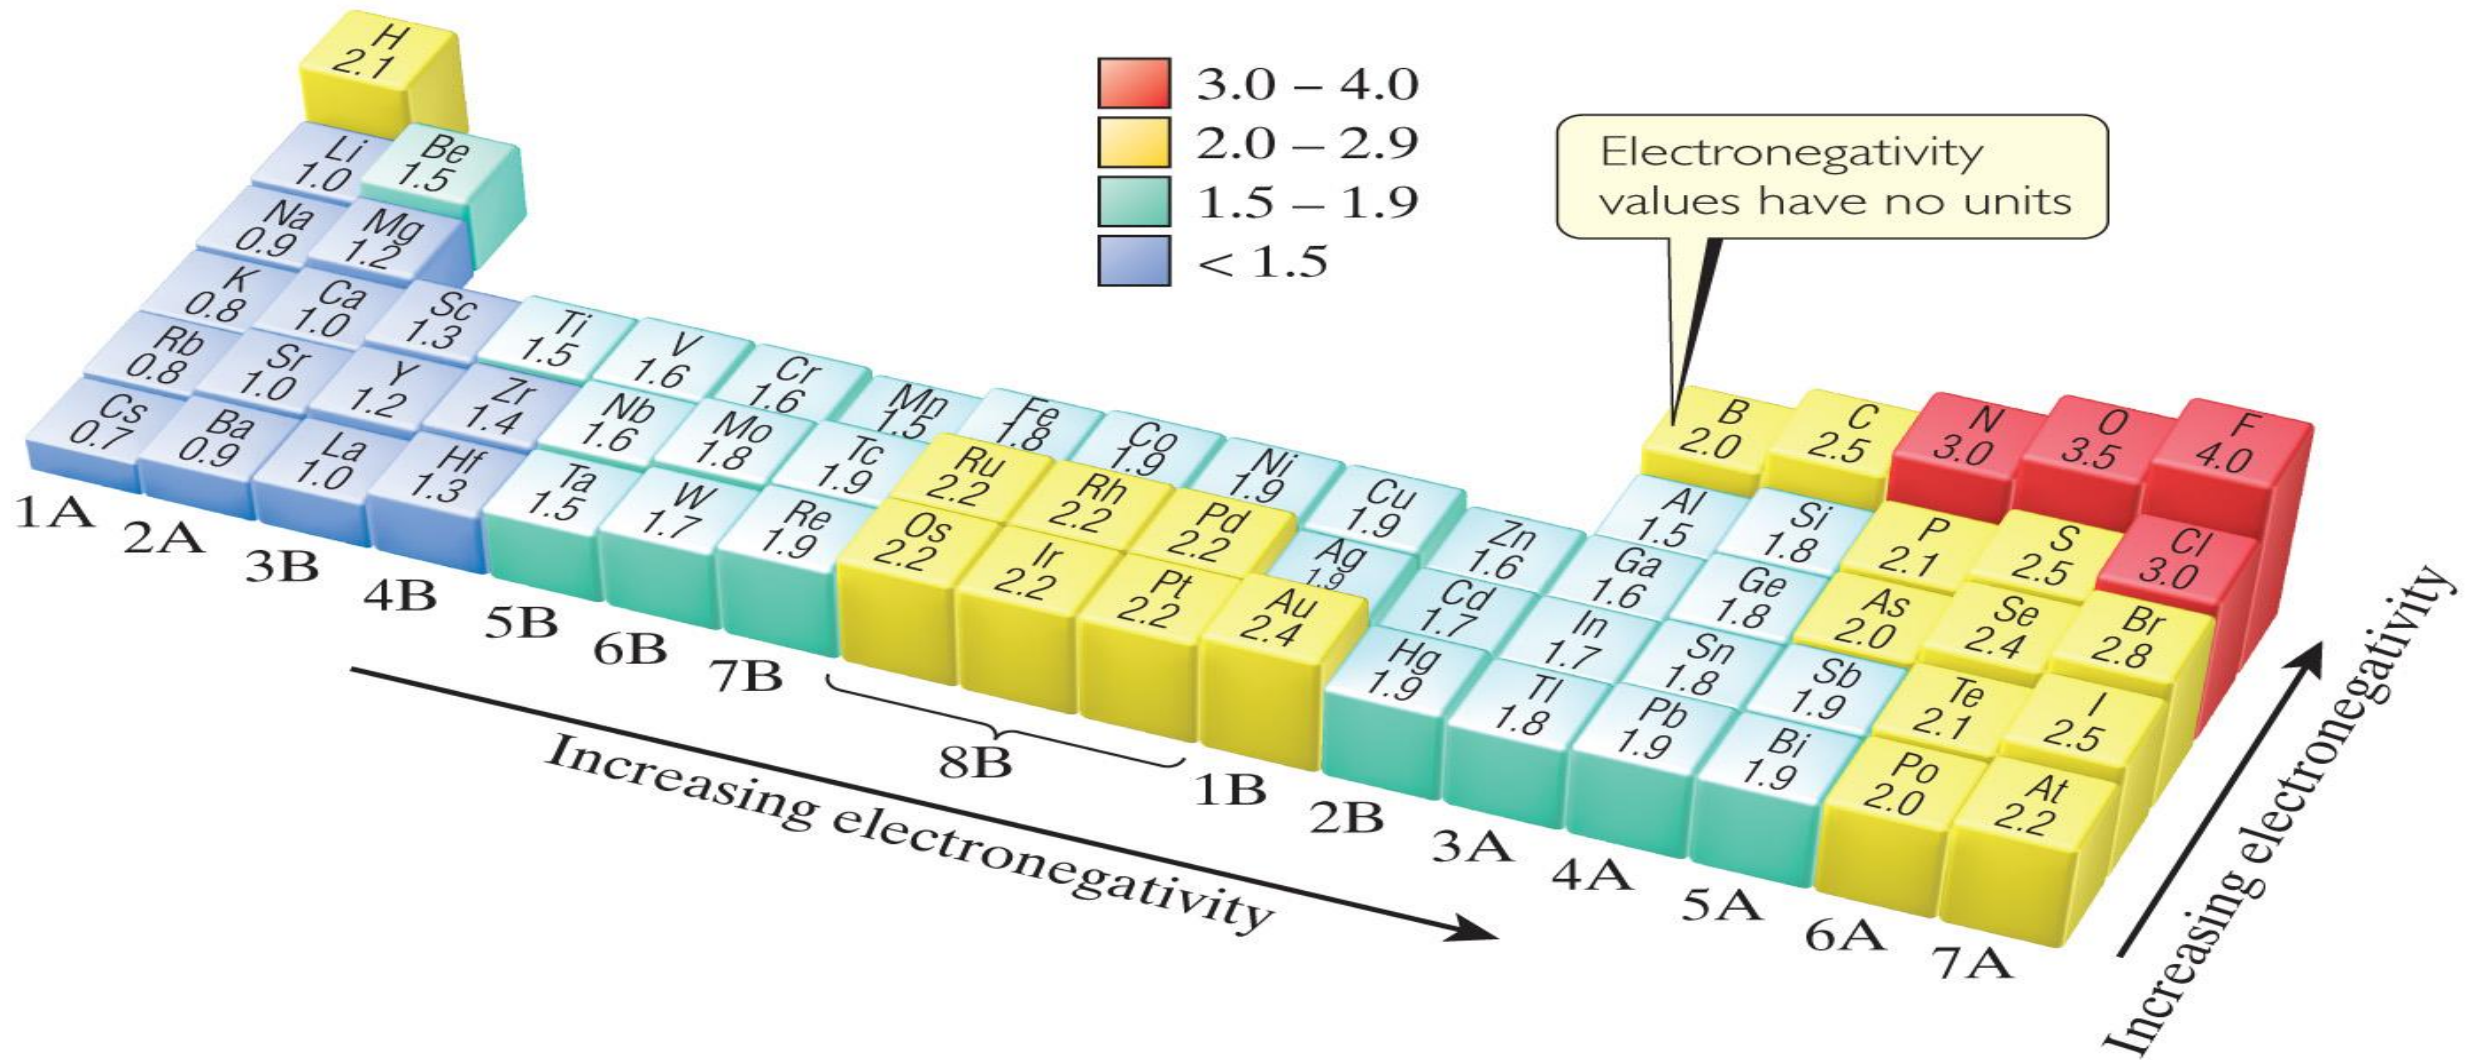 H
2.1
3.0 – 4.0
2.0 – 2.9
1.5 – 1.9
< 1.5
Electronegativity
values have no units
Li
1.0
Be
1.5
Na
0.9
Mg
1.2
K
0.8
Ca
1.0
Sc
1.3
Ti
1.5
V
1.6
Cr
1.6
Mn
1.5
Fe
1.8
Co
1.9
Ni
1.9
Cu
1.9
Zn
1.6
Ga
1.6
Ge
1.8
As
2.0
Se
2.4
Br
2.8
B
2.0
C
2.5
N
3.0
O
3.5
F
4.0
Al
1.5
Si
1.8
P
2.1
S
2.5
Cl
3.0
Rb
0.8
Sr
1.0
Y
1.2
Zr
1.4
Nb
1.6
Mo
1.8
Tc
1.9
Ru
2.2
Rh
2.2
Pd
2.2
Ag
1.9
Cd
1.7
In
1.7
Sn
1.8
Sb
1.9
Te
2.1
I
2.5
Cs
0.7
Ba
0.9
La
1.0
Hf
1.3
Ta
1.5
W
1.7
Re
1.9
Os
2.2
Ir
2.2
Pt
2.2
Au
2.4
Hg
1.9
Tl
1.8
Pb
1.9
Bi
1.9
Po
2.0
At
2.2
1A
2A
3B
4B
5B
6B
7B
8B
1B
2B
3A
4A
5A
6A
7A
Increasing electronegativity
Increasing electronegativity